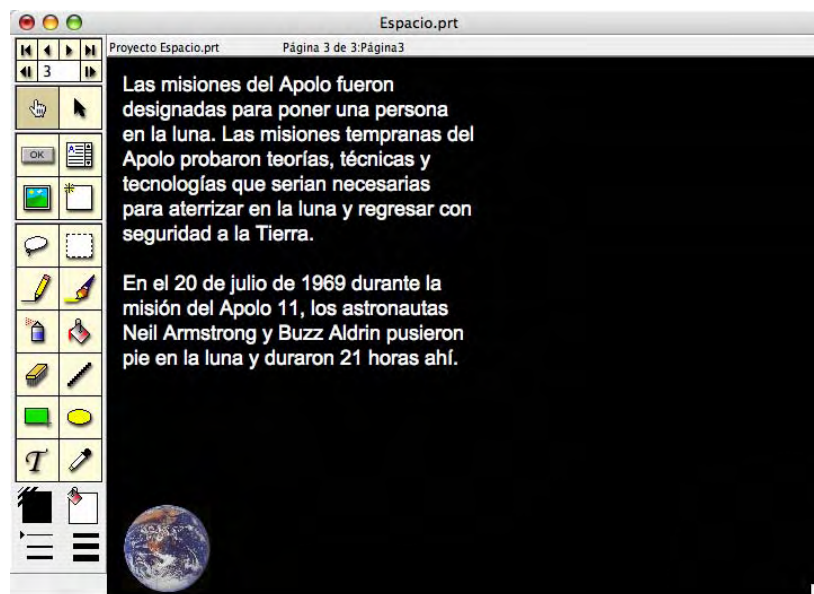 Espacio.prt
Proyecto Espacio.prt Página 3 de 3:Página3
3
OK
A
T
Las misiones del Apolo fueron
designadas para poner una persona
en la luna. Las misiones tempranas del
Apolo probaron teorías, técnicas y
tecnologías que serian necesarias
para aterrizar en la luna y regresar con
seguridad a la Tierra.
En el 20 de julio de 1969 durante la
misión del Apolo 11, los astronautas
Neil Armstrong y Buzz Aldrin pusieron
pie en la luna y duraron 21 horas ahí.